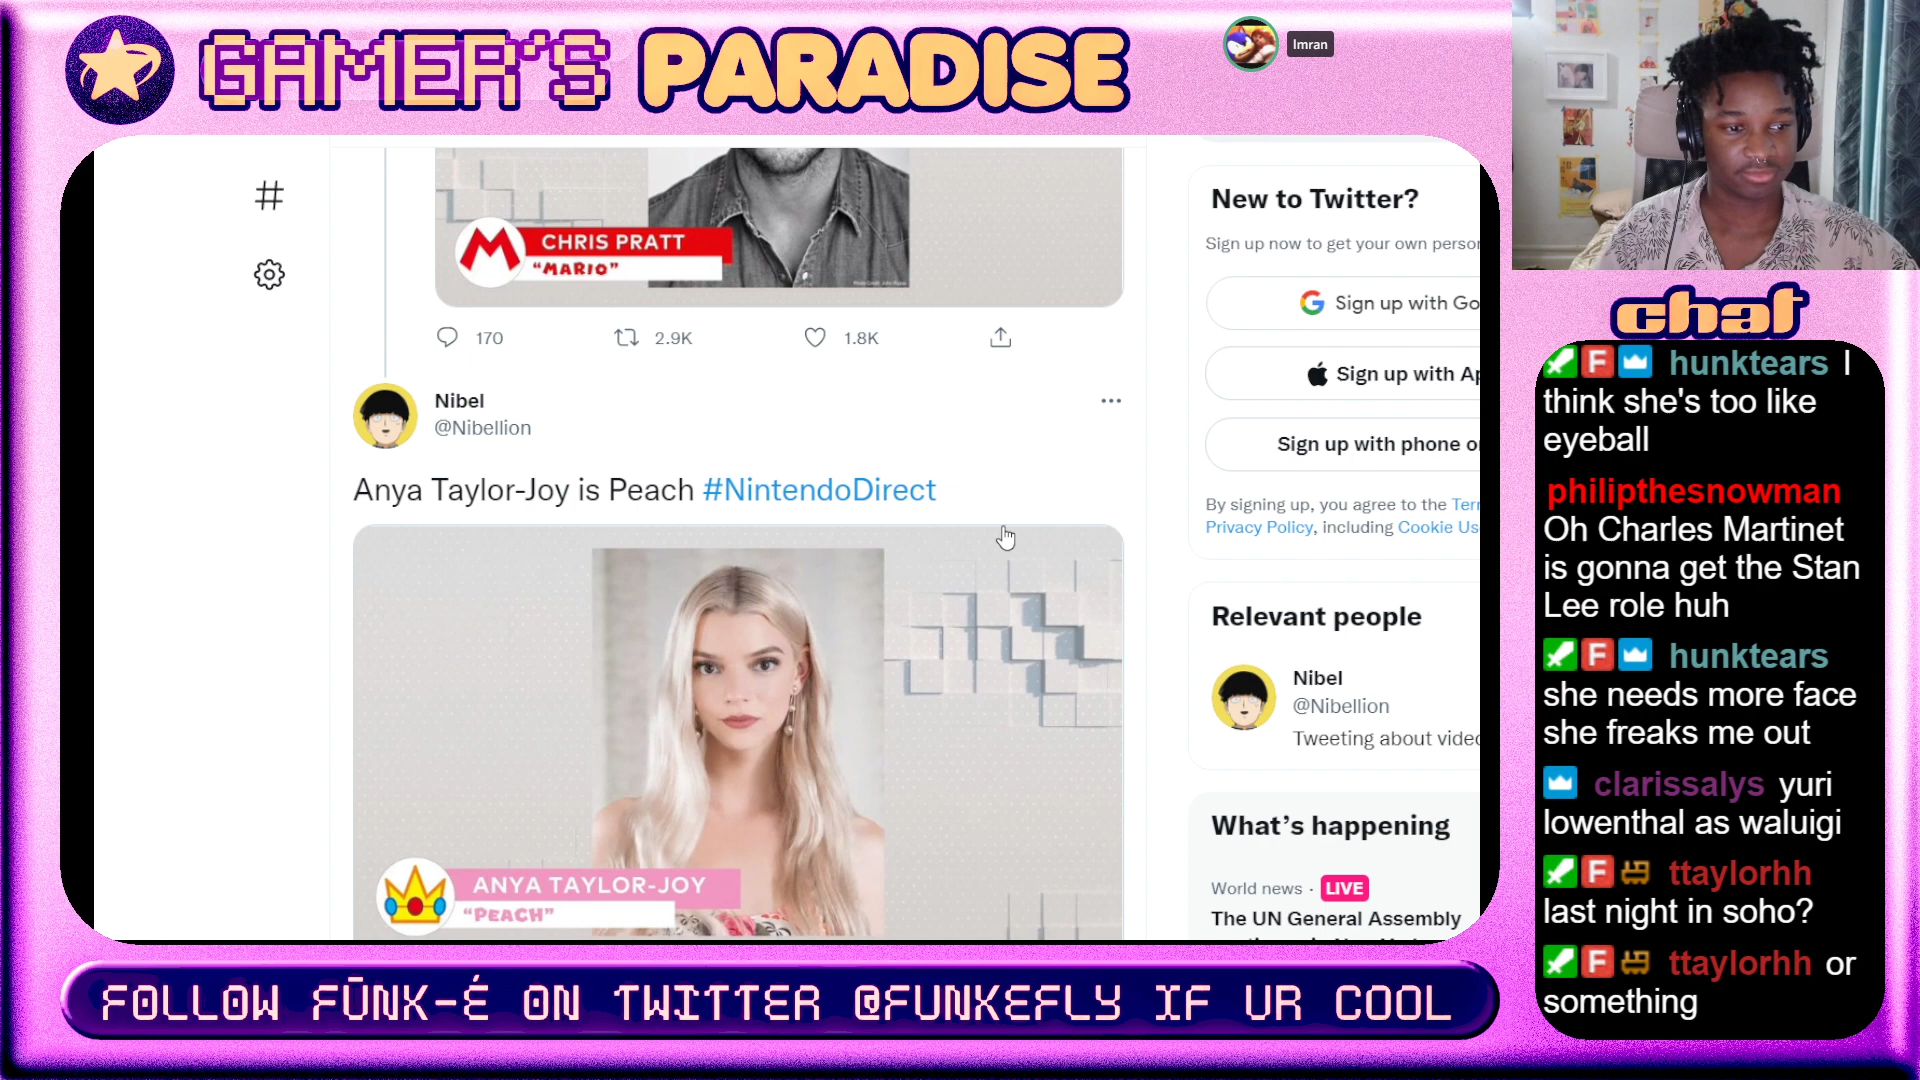 GAMER'S PARADISE
Imran
CHRIS PRATT
"MARIO"
170
2.9K
1.8K
Nibel
@Nibellion
Anya Taylor-Joy is Peach #NintendoDirect
ANYA TAYLOR-JOY
"PEACH"
New to Twitter?
Sign up now to get your own person
Sign up with Go
Sign up with Ap
Sign up with phone or
By signing up, you agree to the Terr
Privacy Policy, including Cookie Us
Relevant people
Nibel
@Nibellion
Tweeting about video
What's happening
World news · LIVE
The UN General Assembly
chat
hunktears I
think she's too like
eyeball
philipthesnowman
Oh Charles Martinet
is gonna get the Stan
Lee role huh
hunktears
she needs more face
she freaks me out
clarissalys yuri
lowenthal as waluigi
ttaylorhh
last night in soho?
ttaylorhh or
something
FOLLOW FŪNK-É ON TWITTER @FUNKEFLY IF UR COOL